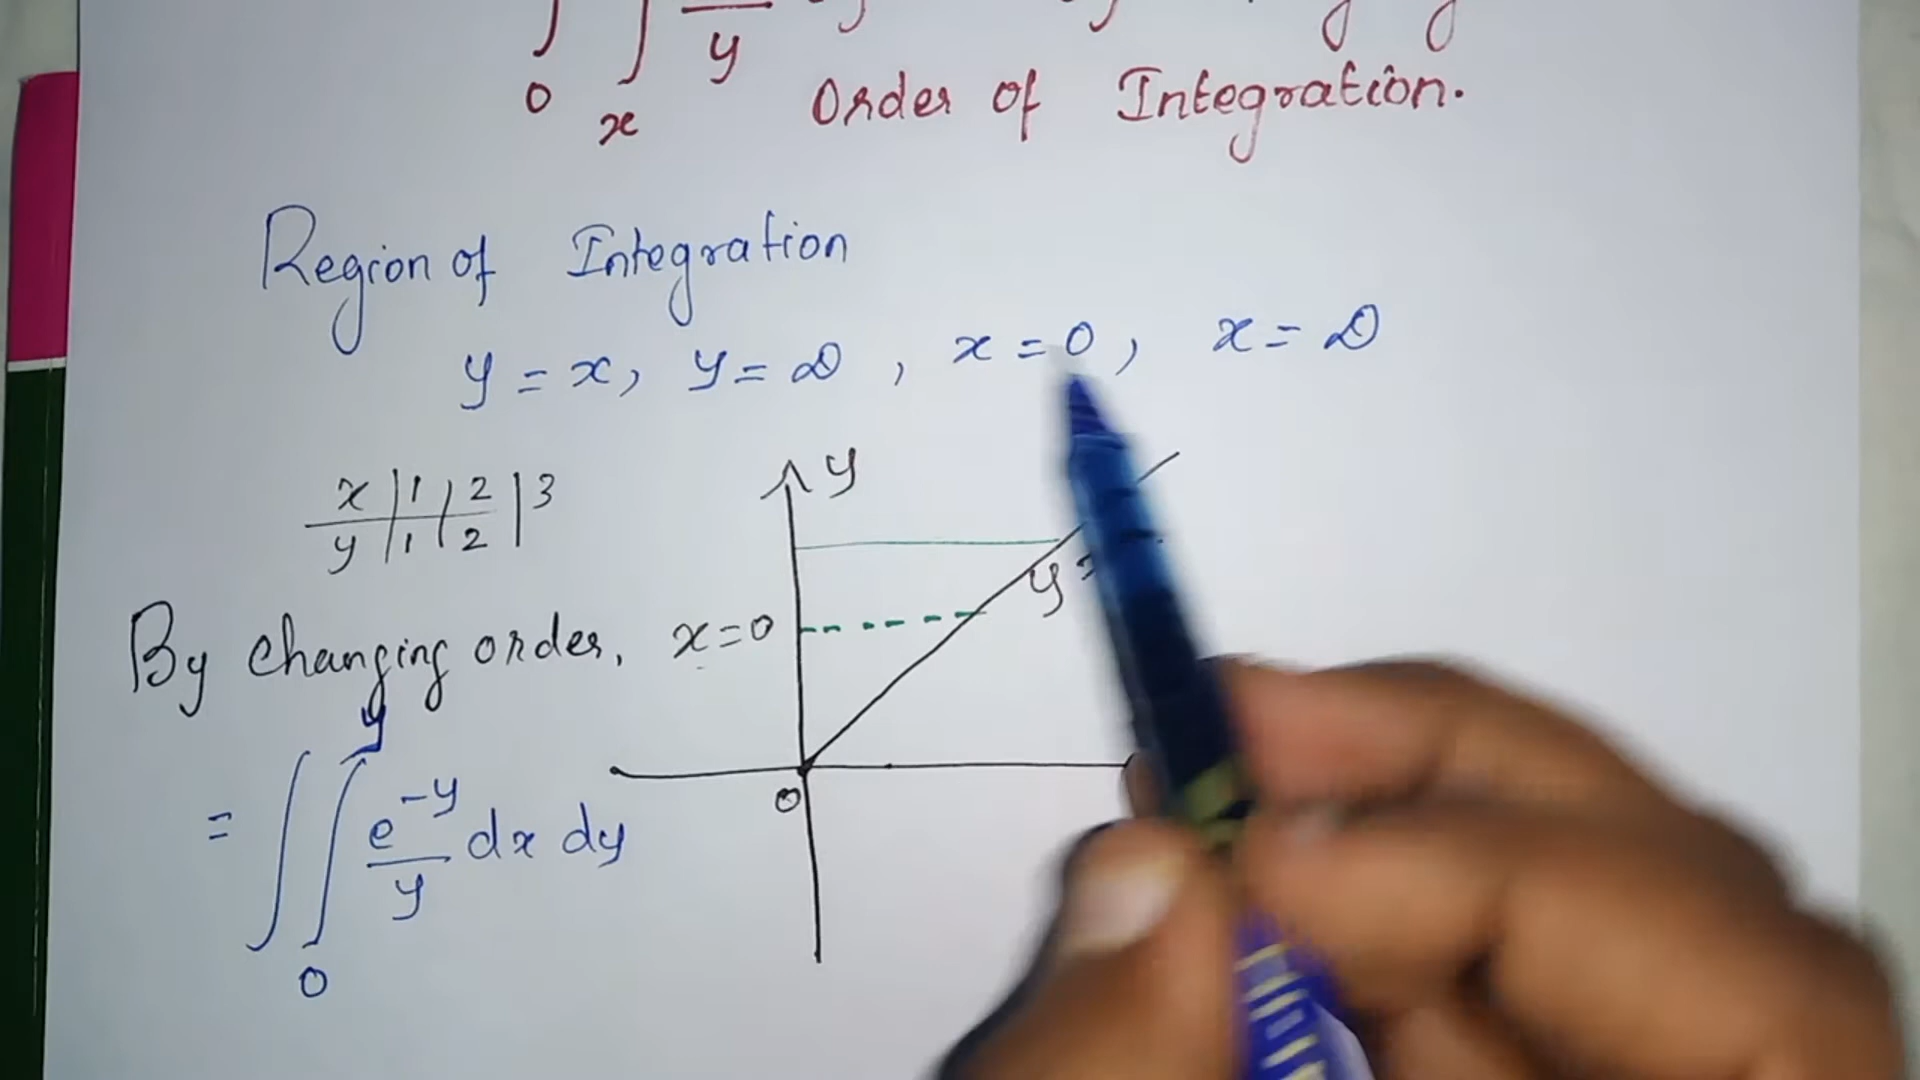 ∫ ∫ y
0 x Order of Integration.
Region of Integration
y = x, y = ∞, x = 0, x = ∞
x | 1 | 2 | 3
y | 1 | 2
y
y =
By changing order, x=0
= ∫ ∫ e^-y / y dx dy
y
0
0